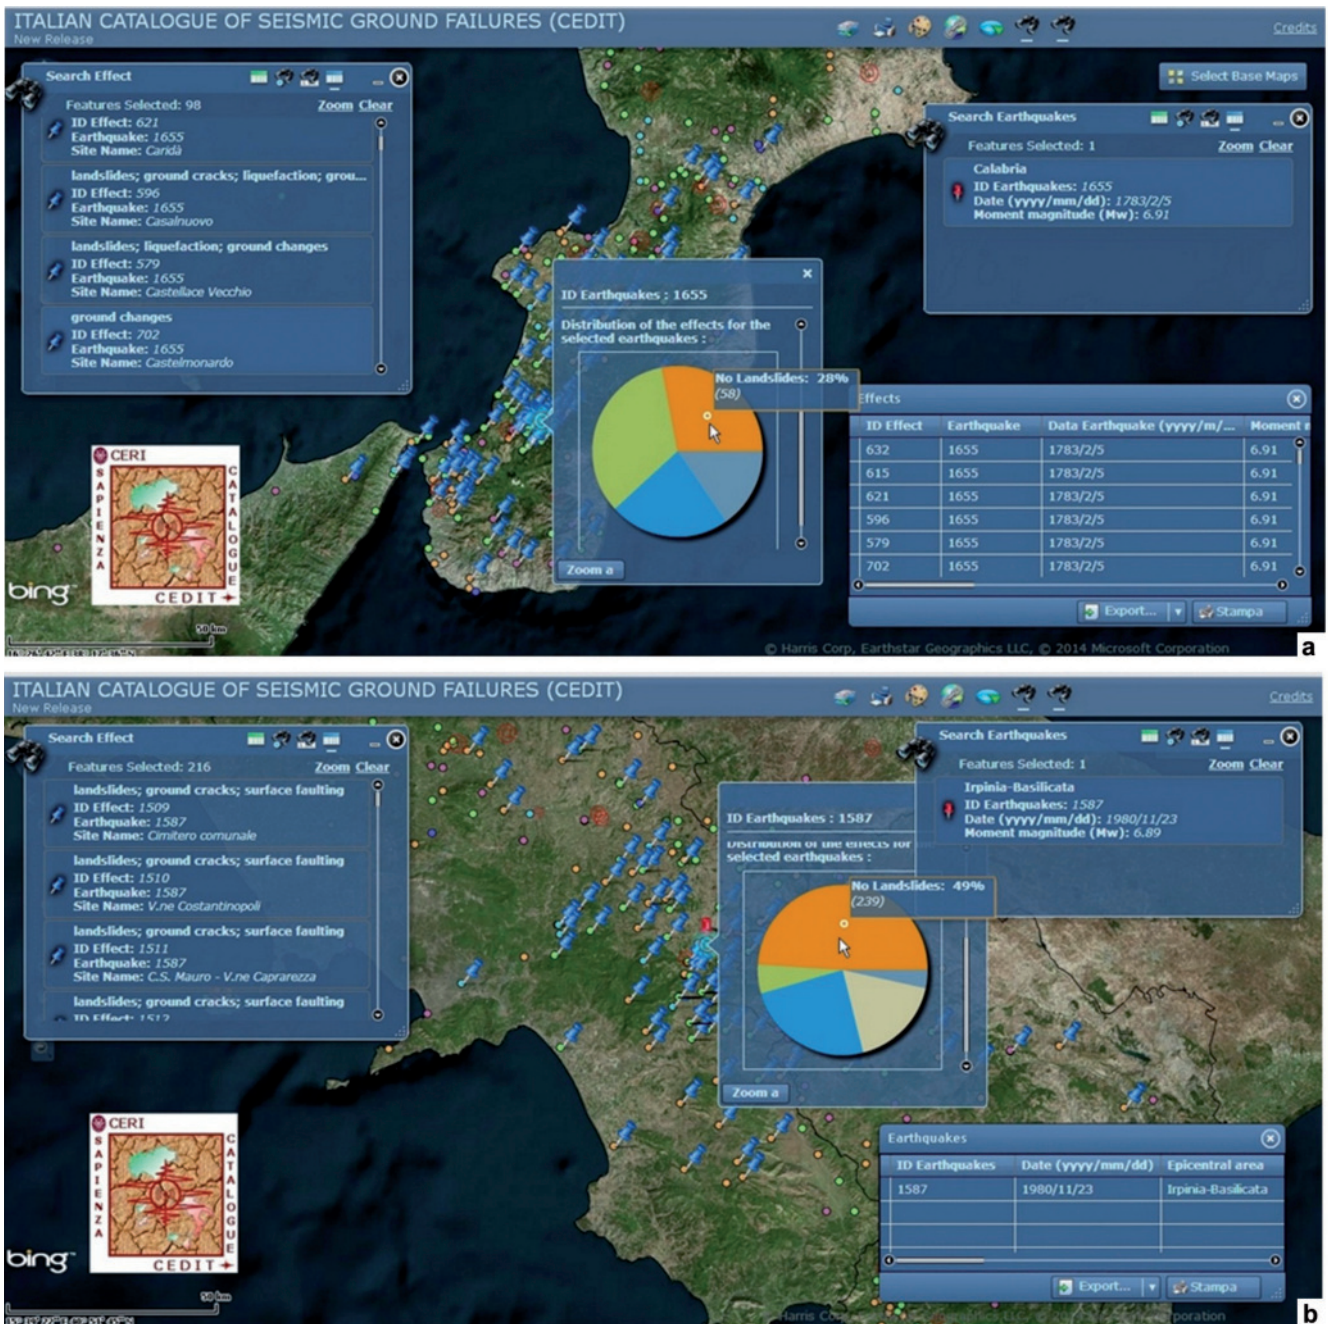 ITALIAN CATALOGUE OF SEISMIC GROUND FAILURES (CEDIT)
New Release
Credits
Search Effect
Features Selected: 98
Zoom Clear
ID Effect: 621
Earthquake: 1655
Site Name: Caridà
landslides; ground cracks; liquefaction; grou...
ID Effect: 596
Earthquake: 1655
Site Name: Casalnuovo
landslides; liquefaction; ground changes
ID Effect: 579
Earthquake: 1655
Site Name: Castellace Vecchio
ground changes
ID Effect: 702
Earthquake: 1655
Site Name: Castelmonardo
Select Base Maps
Search Earthquakes
Features Selected: 1
Zoom Clear
Calabria
ID Earthquakes: 1655
Date (yyyy/mm/dd): 1783/2/5
Moment magnitude (Mw): 6.91
ID Earthquakes : 1655
Distribution of the effects for the
selected earthquakes :
No Landslides: 28%
(58)
Zoom a
Effects
ID Effect Earthquake Data Earthquake (yyyy/m/... Moment
632 1655 1783/2/5 6.91
615 1655 1783/2/5 6.91
621 1655 1783/2/5 6.91
596 1655 1783/2/5 6.91
579 1655 1783/2/5 6.91
702 1655 1783/2/5 6.91
Export... Stampa
CERI
SAPIENZA
CATALOGUE
CEDIT
bing
50 km
© Harris Corp, Earthstar Geographics LLC, © 2014 Microsoft Corporation
a
ITALIAN CATALOGUE OF SEISMIC GROUND FAILURES (CEDIT)
New Release
Credits
Search Effect
Features Selected: 216
Zoom Clear
landslides; ground cracks; surface faulting
ID Effect: 1509
Earthquake: 1587
Site Name: Cimitero comunale
landslides; ground cracks; surface faulting
ID Effect: 1510
Earthquake: 1587
Site Name: V.ne Costantinopoli
landslides; ground cracks; surface faulting
ID Effect: 1511
Earthquake: 1587
Site Name: C.S. Mauro - V.ne Caprarezza
landslides; ground cracks; surface faulting
ID Effect: 1512
Search Earthquakes
Features Selected: 1
Zoom Clear
Irpinia-Basilicata
ID Earthquakes: 1587
Date (yyyy/mm/dd): 1980/11/23
Moment magnitude (Mw): 6.89
ID Earthquakes : 1587
Distribution of the effects for
selected earthquakes :
No Landslides: 49%
(239)
Zoom a
Earthquakes
ID Earthquakes Date (yyyy/mm/dd) Epicentral area
1587 1980/11/23 Irpinia-Basilicata
Export... Stampa
CERI
SAPIENZA
CATALOGUE
CEDIT
bing
50 km
b